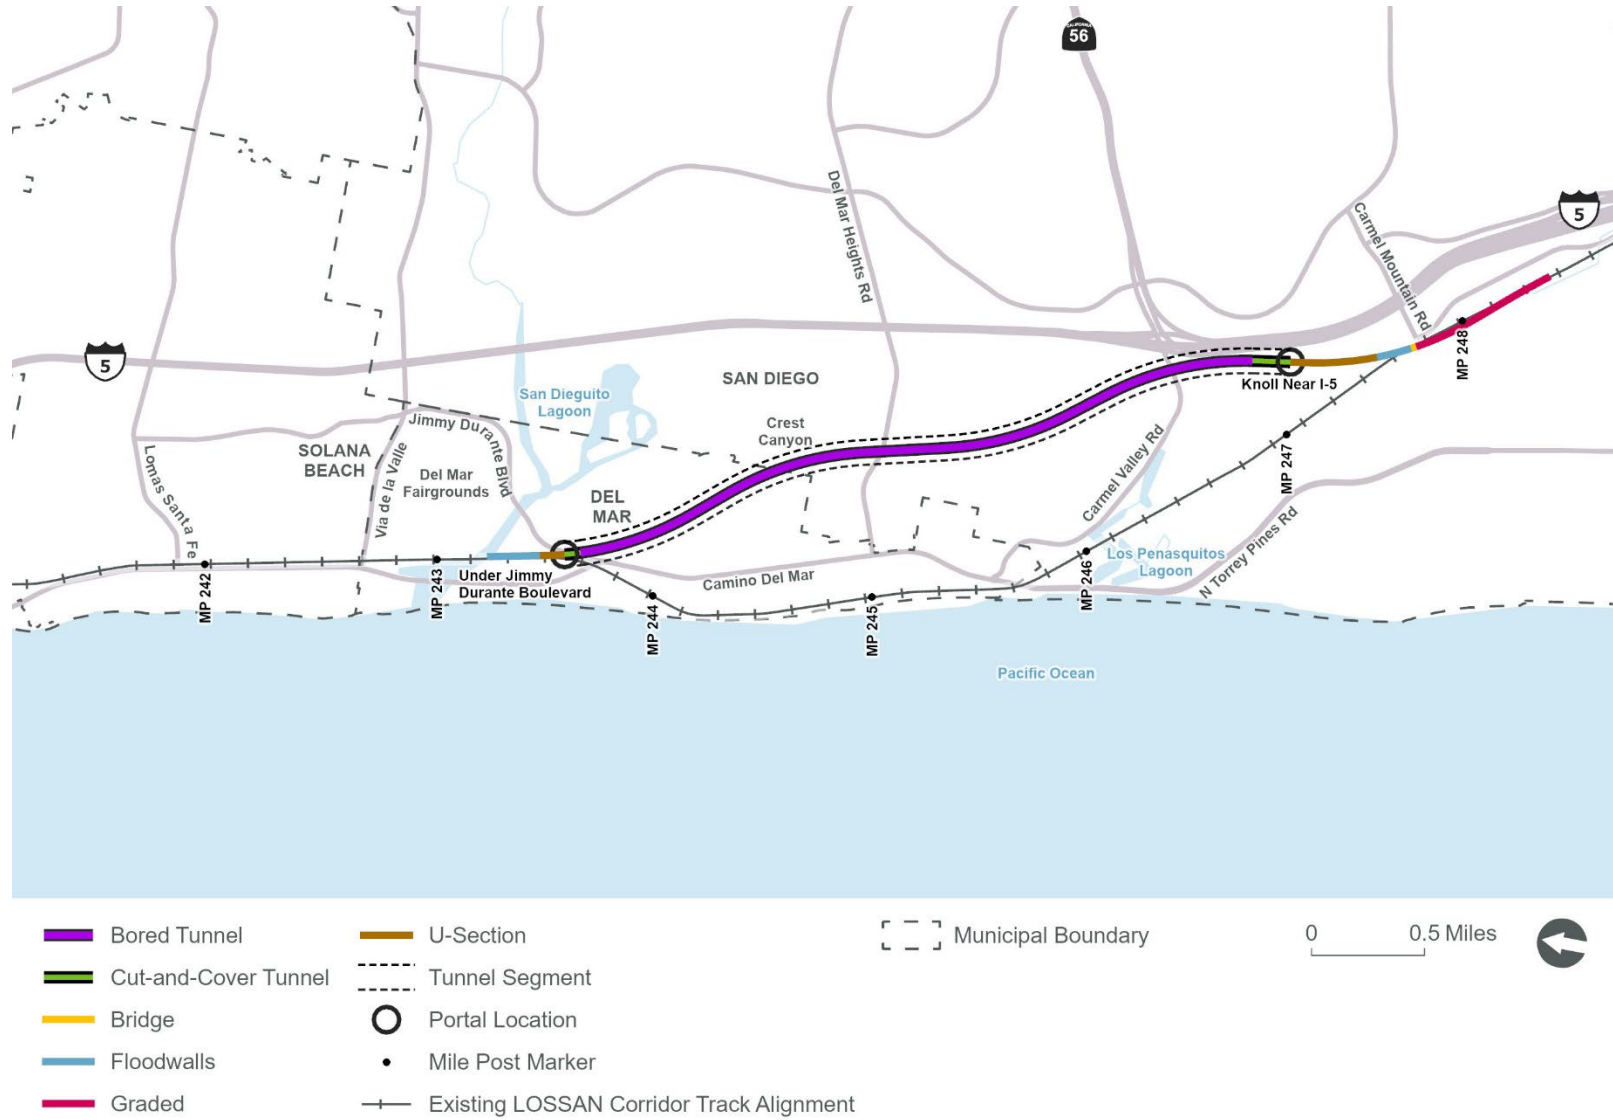 CALIFORNIA
56
5
5
Del Mar Heights Rd
Carmel Mountain Rd
MP 248
Knoll Near I-5
SAN DIEGO
San Dieguito
Lagoon
Crest
Canyon
Jimmy Durante Blvd
SOLANA
BEACH
Via de la Valle
Del Mar
Fairgrounds
Lomas Santa Fe
DEL
MAR
Carmel Valley Rd
MP 247
Los Penasquitos
Lagoon
N Torrey Pines Rd
MP 242
MP 243
Under Jimmy
Durante Boulevard
MP 244
Camino Del Mar
MP 245
MP 246
Pacific Ocean
Bored Tunnel
Cut-and-Cover Tunnel
Bridge
Floodwalls
Graded
U-Section
Tunnel Segment
Portal Location
Mile Post Marker
Existing LOSSAN Corridor Track Alignment
Municipal Boundary
0 0.5 Miles